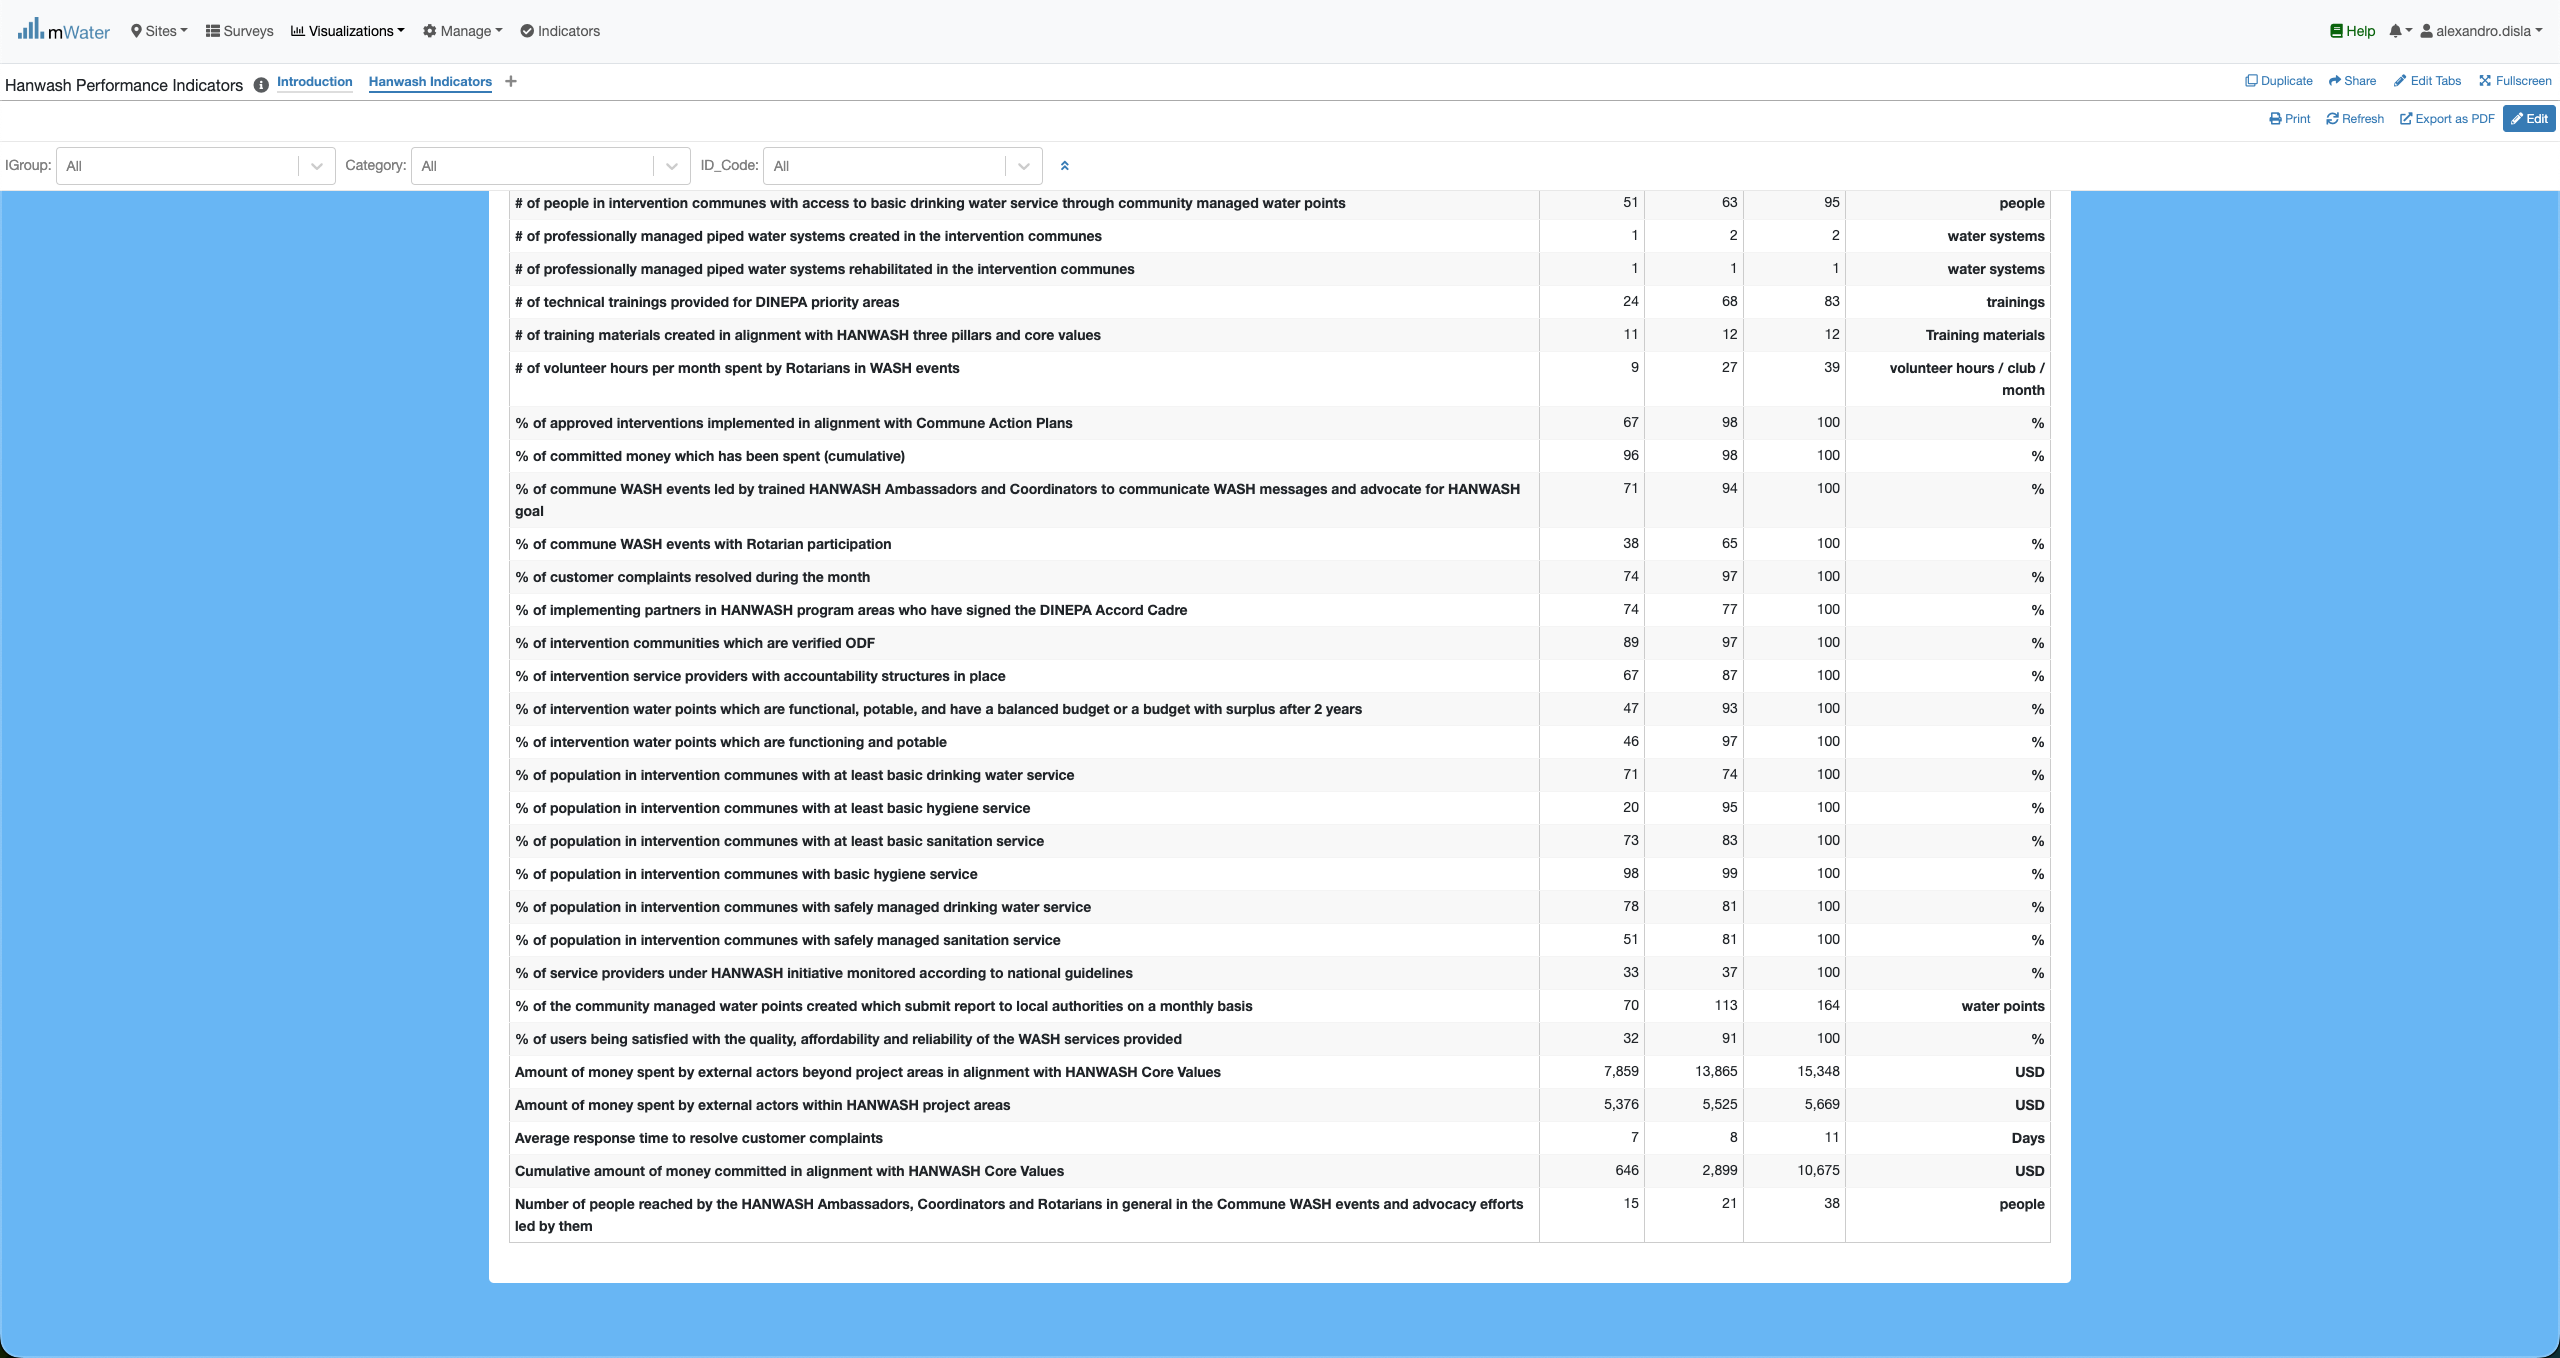 mWater Sites Surveys Visualizations Manage Indicators Help alexandro.disla
Hanwash Performance Indicators Introduction Hanwash Indicators + Duplicate Share Edit Tabs Fullscreen
Print Refresh Export as PDF Edit
IGroup: All Category: All ID_Code: All
# of people in intervention communes with access to basic drinking water service through community managed water points 51 63 95 people
# of professionally managed piped water systems created in the intervention communes 1 2 2 water systems
# of professionally managed piped water systems rehabilitated in the intervention communes 1 1 1 water systems
# of technical trainings provided for DINEPA priority areas 24 68 83 trainings
# of training materials created in alignment with HANWASH three pillars and core values 11 12 12 Training materials
# of volunteer hours per month spent by Rotarians in WASH events 9 27 39 volunteer hours / club /
month
% of approved interventions implemented in alignment with Commune Action Plans 67 98 100 %
% of committed money which has been spent (cumulative) 96 98 100 %
% of commune WASH events led by trained HANWASH Ambassadors and Coordinators to communicate WASH messages and advocate for HANWASH 71 94 100 %
goal
% of commune WASH events with Rotarian participation 38 65 100 %
% of customer complaints resolved during the month 74 97 100 %
% of implementing partners in HANWASH program areas who have signed the DINEPA Accord Cadre 74 77 100 %
% of intervention communities which are verified ODF 89 97 100 %
% of intervention service providers with accountability structures in place 67 87 100 %
% of intervention water points which are functional, potable, and have a balanced budget or a budget with surplus after 2 years 47 93 100 %
% of intervention water points which are functioning and potable 46 97 100 %
% of population in intervention communes with at least basic drinking water service 71 74 100 %
% of population in intervention communes with at least basic hygiene service 20 95 100 %
% of population in intervention communes with at least basic sanitation service 73 83 100 %
% of population in intervention communes with basic hygiene service 98 99 100 %
% of population in intervention communes with safely managed drinking water service 78 81 100 %
% of population in intervention communes with safely managed sanitation service 51 81 100 %
% of service providers under HANWASH initiative monitored according to national guidelines 33 37 100 %
% of the community managed water points created which submit report to local authorities on a monthly basis 70 113 164 water points
% of users being satisfied with the quality, affordability and reliability of the WASH services provided 32 91 100 %
Amount of money spent by external actors beyond project areas in alignment with HANWASH Core Values 7,859 13,865 15,348 USD
Amount of money spent by external actors within HANWASH project areas 5,376 5,525 5,669 USD
Average response time to resolve customer complaints 7 8 11 Days
Cumulative amount of money committed in alignment with HANWASH Core Values 646 2,899 10,675 USD
Number of people reached by the HANWASH Ambassadors, Coordinators and Rotarians in general in the Commune WASH events and advocacy efforts 15 21 38 people
led by them